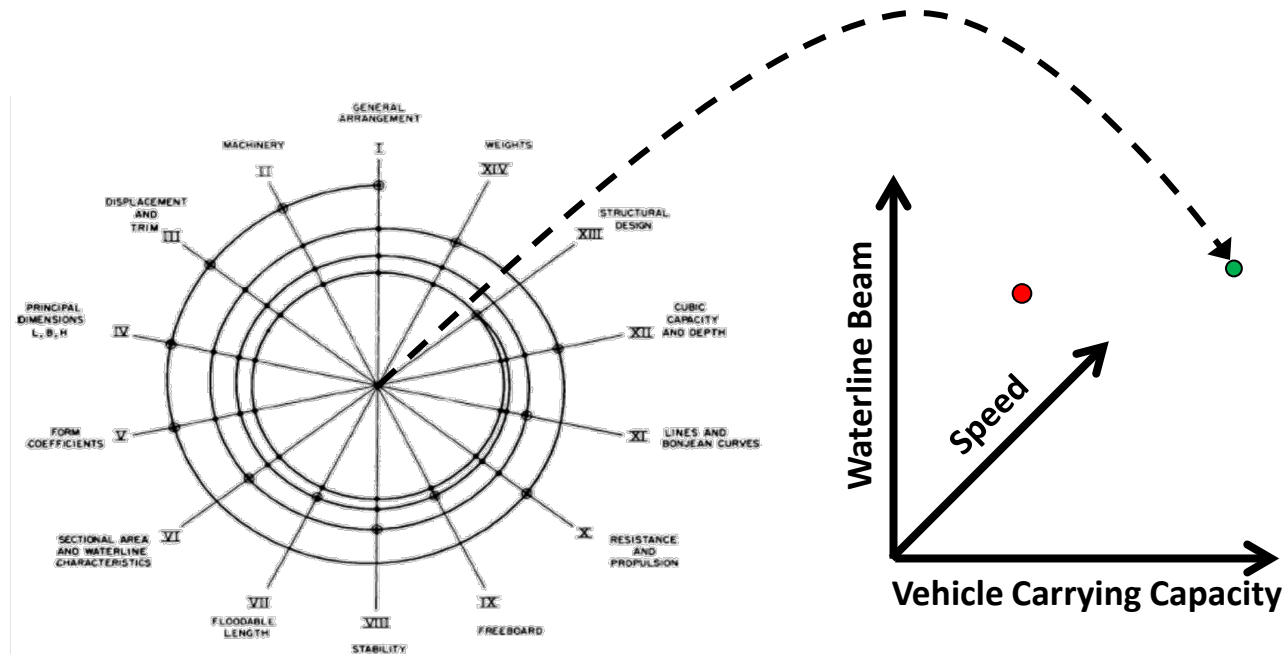 GENERAL
ARRANGEMENT
I
MACHINERY
II
DISPLACEMENT
AND
TRIM
III
PRINCIPAL
DIMENSIONS
L, B, H
IV
FORM
COEFFICIENTS
V
SECTIONAL AREA
AND WATERLINE
CHARACTERISTICS
VI
VII
FLOODABLE
LENGTH
VIII
STABILITY
IX
FREEBOARD
X
RESISTANCE
AND
PROPULSION
XI
LINES AND
BONJEAN CURVES
XII
CUBIC
CAPACITY
AND DEPTH
STRUCTURAL
DESIGN
XIII
WEIGHTS
XIV
Waterline Beam
Speed
Vehicle Carrying Capacity